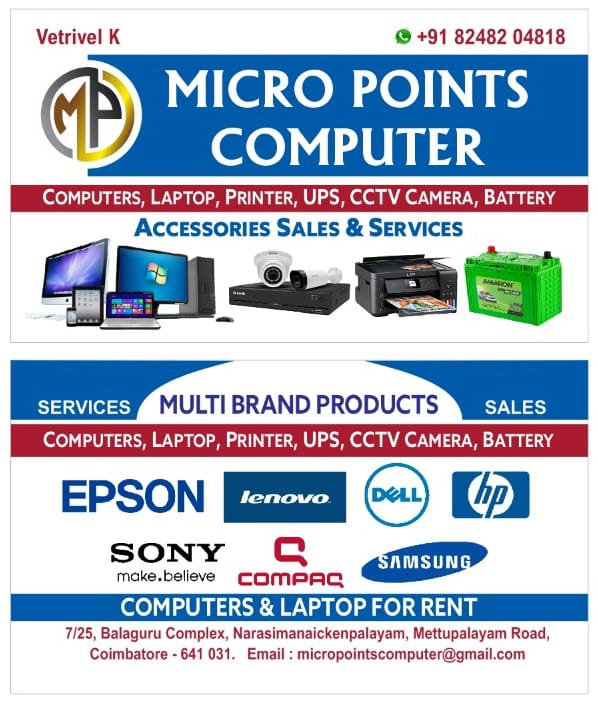 Vetrivel K
+91 82482 04818
MP
MICRO POINTS
COMPUTER
COMPUTERS, LAPTOP, PRINTER, UPS, CCTV CAMERA, BATTERY
ACCESSORIES SALES & SERVICES
AMARON
SERVICES
MULTI BRAND PRODUCTS
SALES
COMPUTERS, LAPTOP, PRINTER, UPS, CCTV CAMERA, BATTERY
EPSON
lenovo
DELL
hp
SONY
make.believe
COMPAQ
SAMSUNG
COMPUTERS & LAPTOP FOR RENT
7/25, Balaguru Complex, Narasimanaickenpalayam, Mettupalayam Road,
Coimbatore - 641 031. Email : micropointscomputer@gmail.com